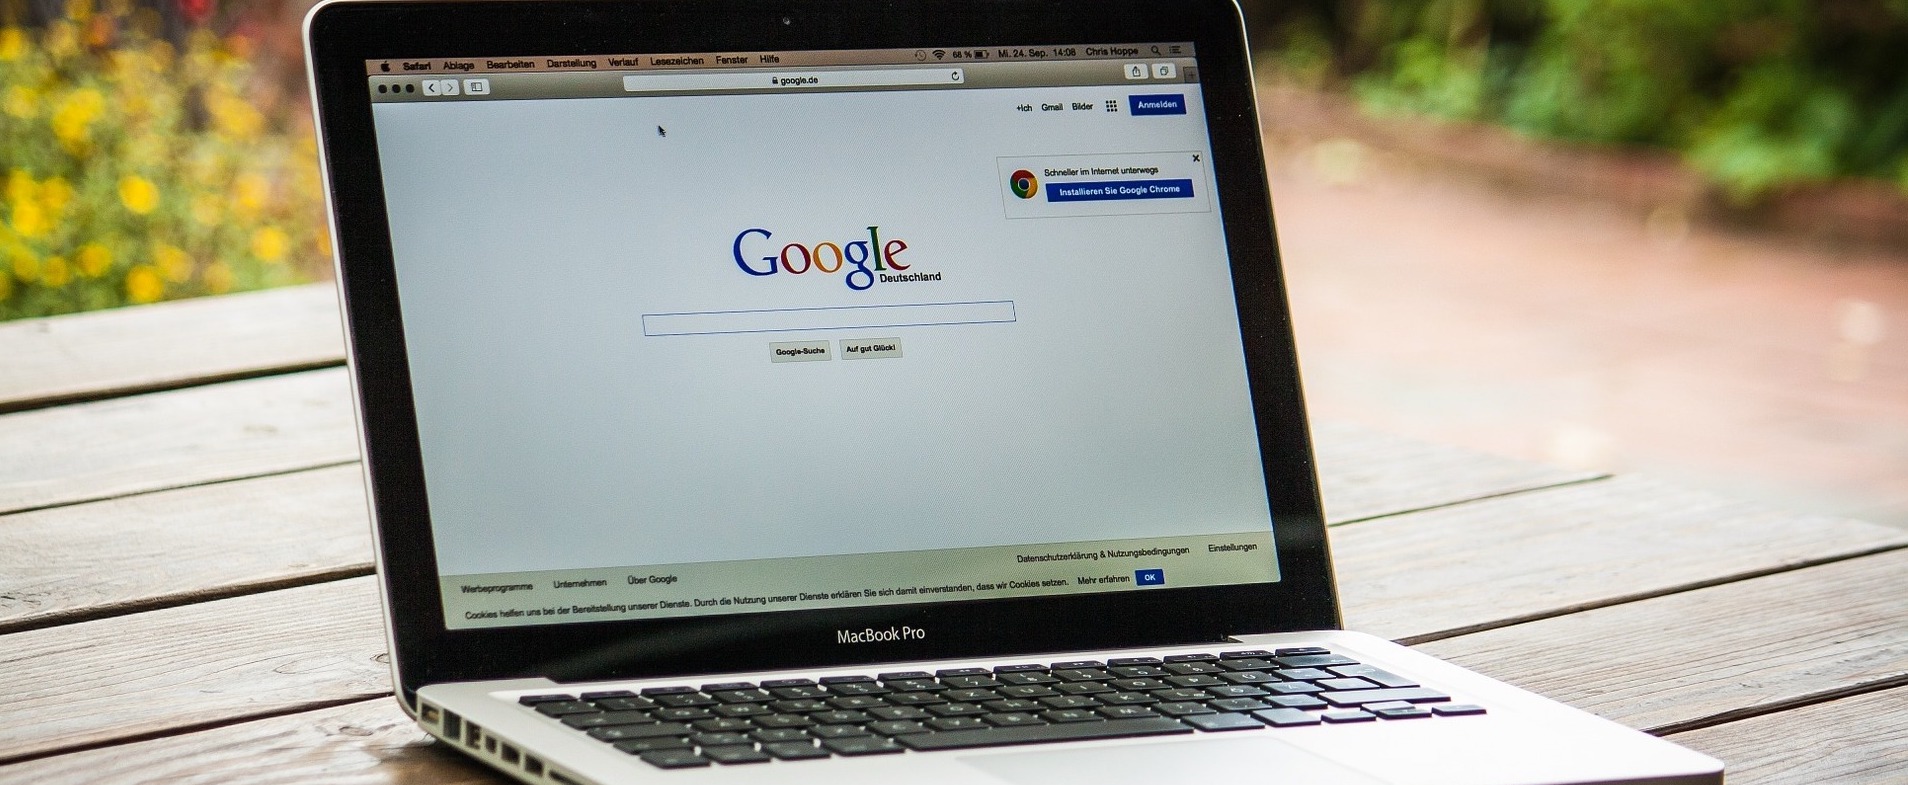 Safari Ablage Bearbeiten Darstellung Verlauf Lesezeichen Fenster Hilfe 68 % Mi. 24. Sep. 14:08 Chris Hoppe
google.de
+Ich Gmail Bilder Anmelden
Schneller im Internet unterwegs
Installieren Sie Google Chrome
Google
Deutschland
Google-Suche Auf gut Glück!
Werbeprogramme Unternehmen Über Google Datenschutzerklärung & Nutzungsbedingungen Einstellungen
Cookies helfen uns bei der Bereitstellung unserer Dienste. Durch die Nutzung unserer Dienste erklären Sie sich damit einverstanden, dass wir Cookies setzen. Mehr erfahren OK
MacBook Pro